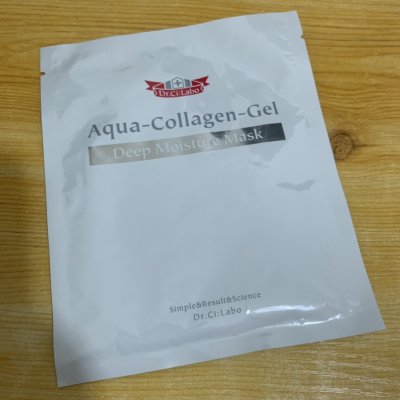 Dr.Ci:Labo
Aqua-Collagen-Gel
Deep Moisture Mask
Simple&Result&Science
Dr.Ci:Labo